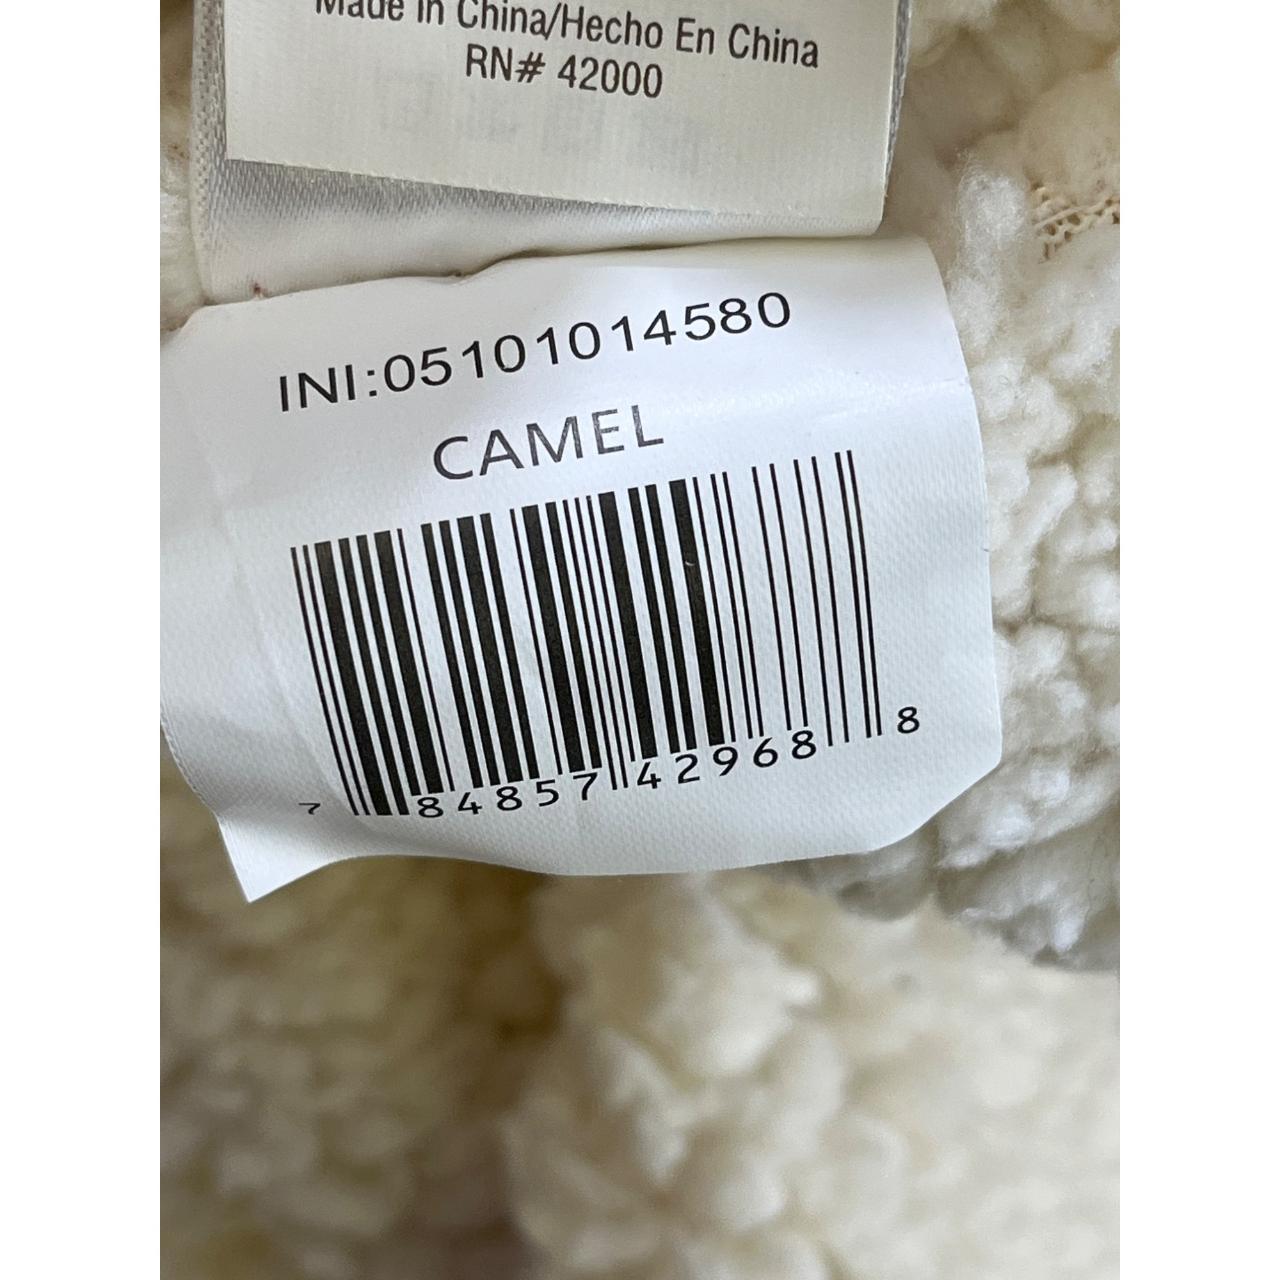 Made In China/Hecho En China
RN# 42000
INI:05101014580
CAMEL
7 84857 42968 8